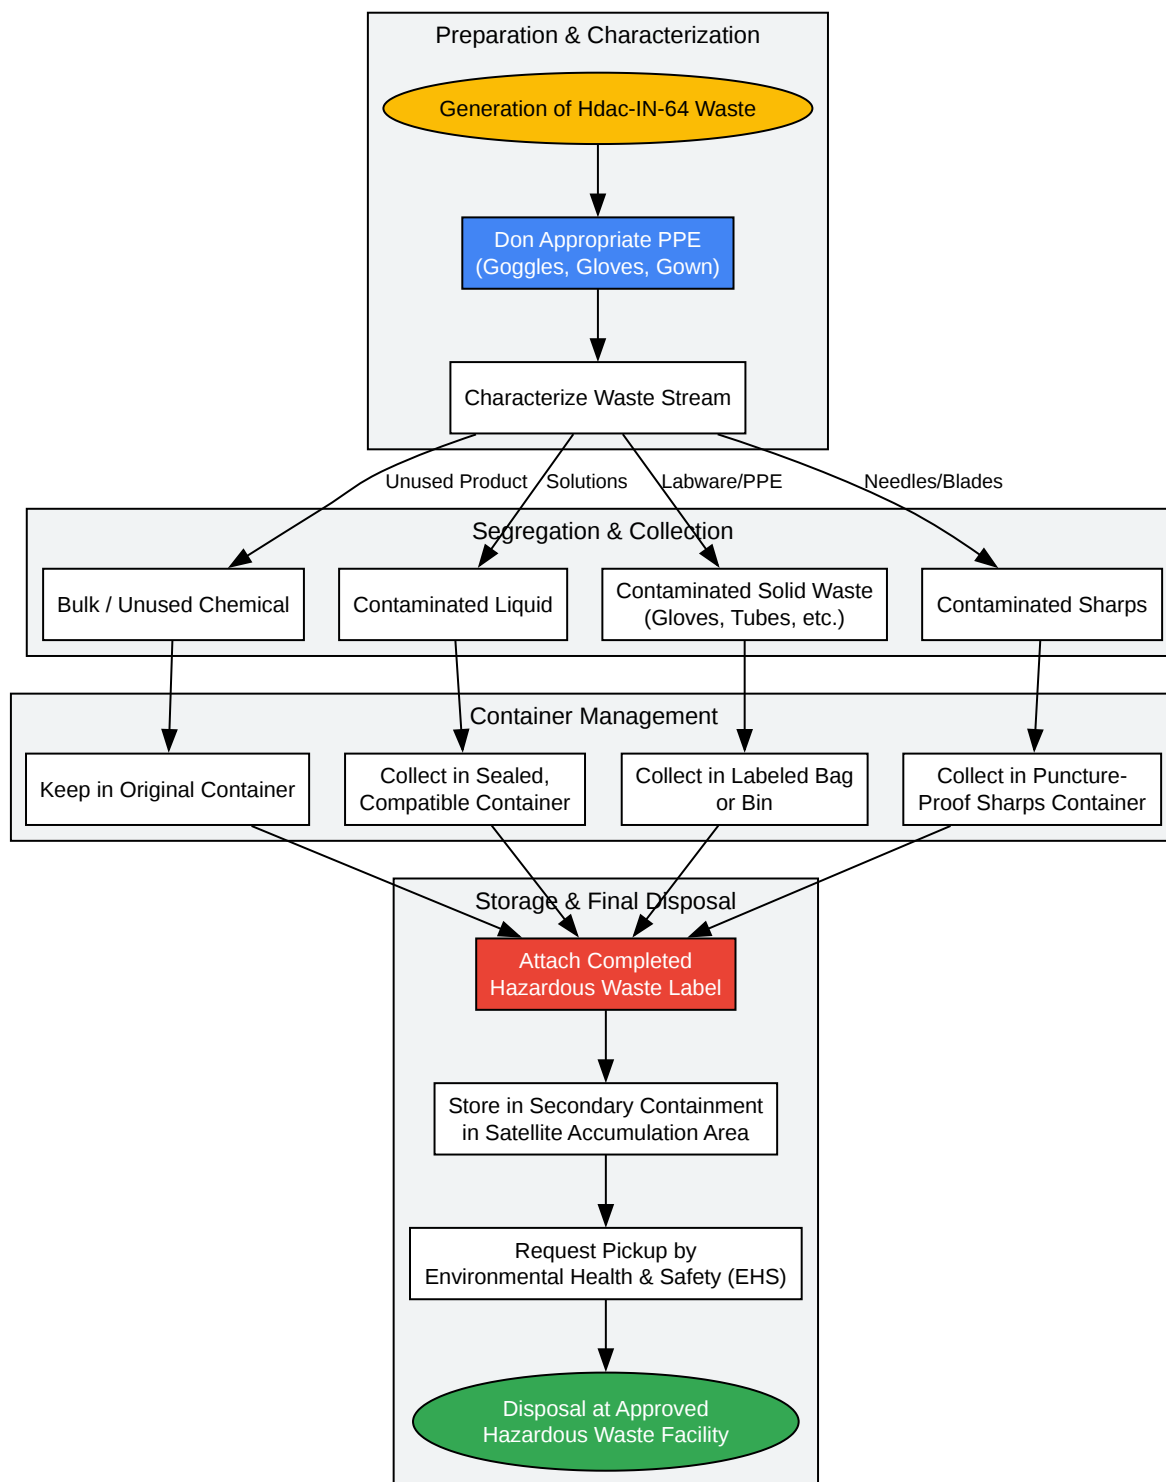 Preparation & Characterization
Generation of Hdac-IN-64 Waste
Don Appropriate PPE
(Goggles, Gloves, Gown)
Characterize Waste Stream
Unused Product
Solutions
Labware/PPE
Needles/Blades
Segregation & Collection
Bulk / Unused Chemical
Contaminated Liquid
Contaminated Solid Waste
(Gloves, Tubes, etc.)
Contaminated Sharps
Container Management
Keep in Original Container
Collect in Sealed,
Compatible Container
Collect in Labeled Bag
or Bin
Collect in Puncture-
Proof Sharps Container
Storage & Final Disposal
Attach Completed
Hazardous Waste Label
Store in Secondary Containment
in Satellite Accumulation Area
Request Pickup by
Environmental Health & Safety (EHS)
Disposal at Approved
Hazardous Waste Facility